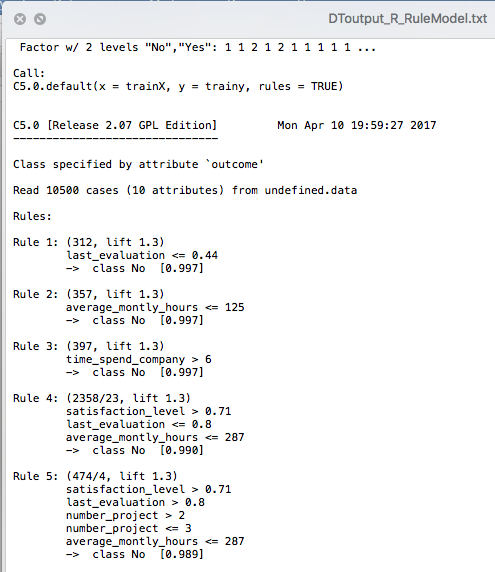 DToutput_R_RuleModel.txt
Factor w/ 2 levels "No","Yes": 1 1 2 1 2 1 1 1 1 1 ...
Call:
C5.0.default(x = trainX, y = trainy, rules = TRUE)
C5.0 [Release 2.07 GPL Edition]         Mon Apr 10 19:59:27 2017
-------------------------------
Class specified by attribute `outcome'
Read 10500 cases (10 attributes) from undefined.data
Rules:
Rule 1: (312, lift 1.3)
last_evaluation <= 0.44
->  class No  [0.997]
Rule 2: (357, lift 1.3)
average_montly_hours <= 125
->  class No  [0.997]
Rule 3: (397, lift 1.3)
time_spend_company > 6
->  class No  [0.997]
Rule 4: (2358/23, lift 1.3)
satisfaction_level > 0.71
last_evaluation <= 0.8
average_montly_hours <= 287
->  class No  [0.990]
Rule 5: (474/4, lift 1.3)
satisfaction_level > 0.71
last_evaluation > 0.8
number_project > 2
number_project <= 3
average_montly_hours <= 287
->  class No  [0.989]